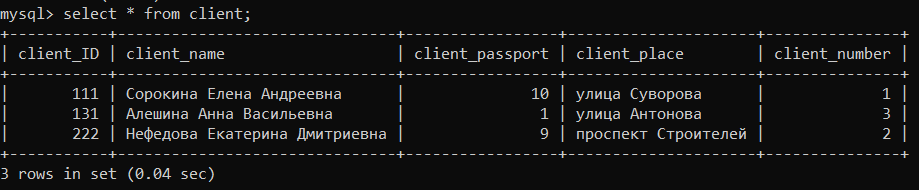 mysql> select * from client;
+-----------+------------------------------+-----------------+---------------------+---------------+
| client_ID | client_name                  | client_passport | client_place        | client_number |
+-----------+------------------------------+-----------------+---------------------+---------------+
|       111 | Сорокина Елена Андреевна     |              10 | улица Суворова      |             1 |
|       131 | Алешина Анна Васильевна      |               1 | улица Антонова      |             3 |
|       222 | Нефедова Екатерина Дмитриевна |               9 | проспект Строителей |             2 |
+-----------+------------------------------+-----------------+---------------------+---------------+
3 rows in set (0.04 sec)